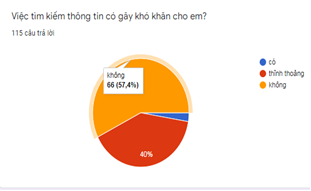 Việc tìm kiếm thông tin có gây khó khăn cho em?
115 câu trả lời
không
66 (57,4%)
40%
có
thỉnh thoảng
không